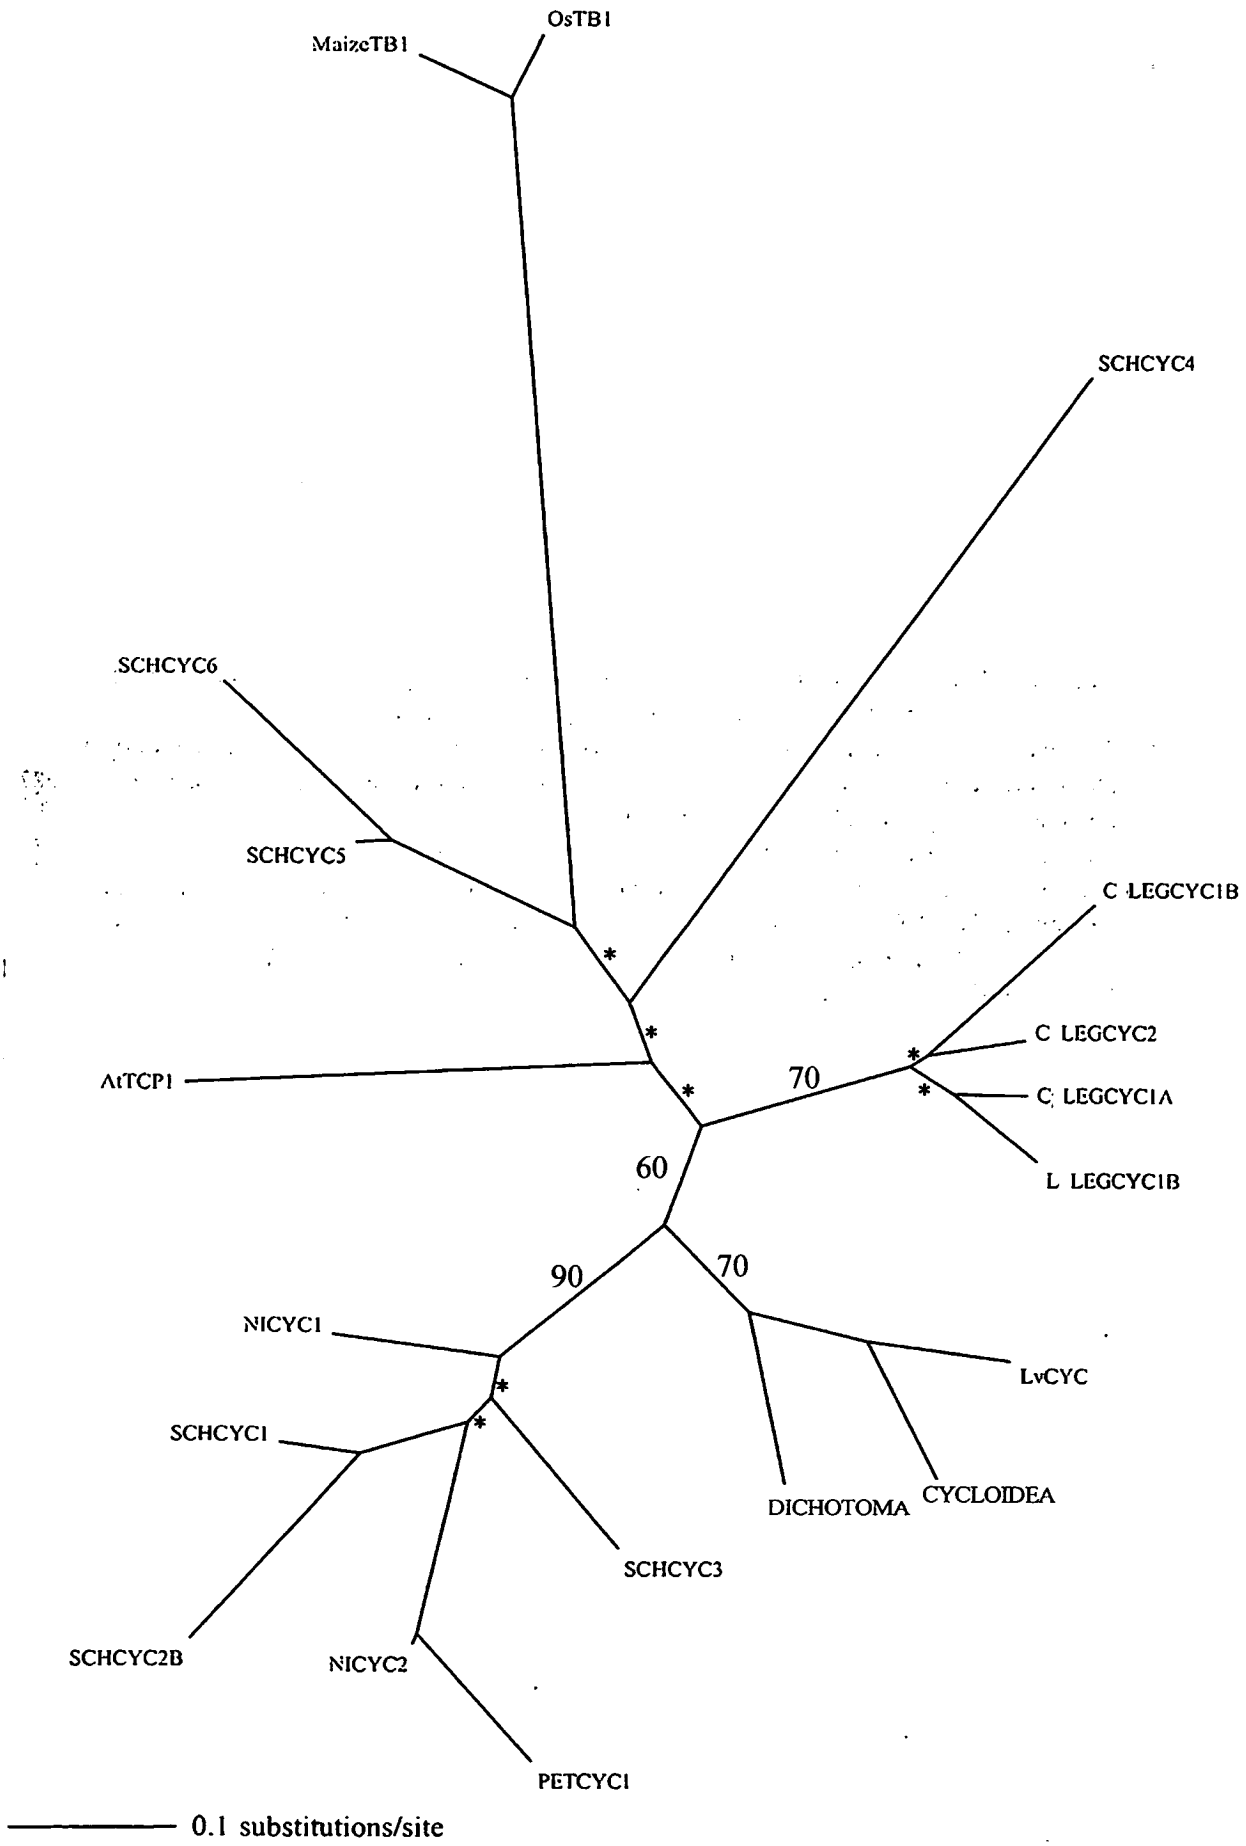 OsTB1
MaizeTB1
SCHCYC4
SCHCYC6
SCHCYC5
C LEGCYC1B
*
*
C LEGCYC2
*
AtTCP1
70
*
*
C LEGCYC1A
60
L LEGCYC1B
90
70
NICYC1
LvCYC
*
SCHCYC1
*
DICHOTOMA
CYCLOIDEA
SCHCYC3
SCHCYC2B
NICYC2
PETCYC1
0.1 substitutions/site